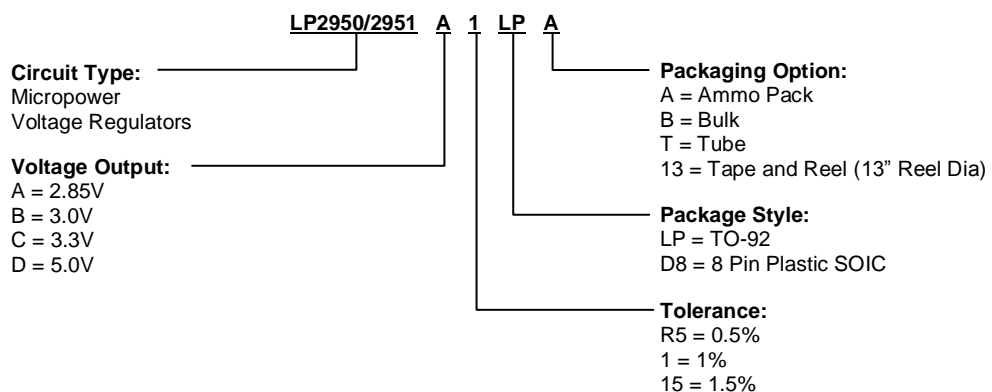 LP2950/2951 A 1 LP A
Circuit Type:
Micropower
Voltage Regulators
Voltage Output:
A = 2.85V
B = 3.0V
C = 3.3V
D = 5.0V
Packaging Option:
A = Ammo Pack
B = Bulk
T = Tube
13 = Tape and Reel (13” Reel Dia)
Package Style:
LP = TO-92
D8 = 8 Pin Plastic SOIC
Tolerance:
R5 = 0.5%
1 = 1%
15 = 1.5%